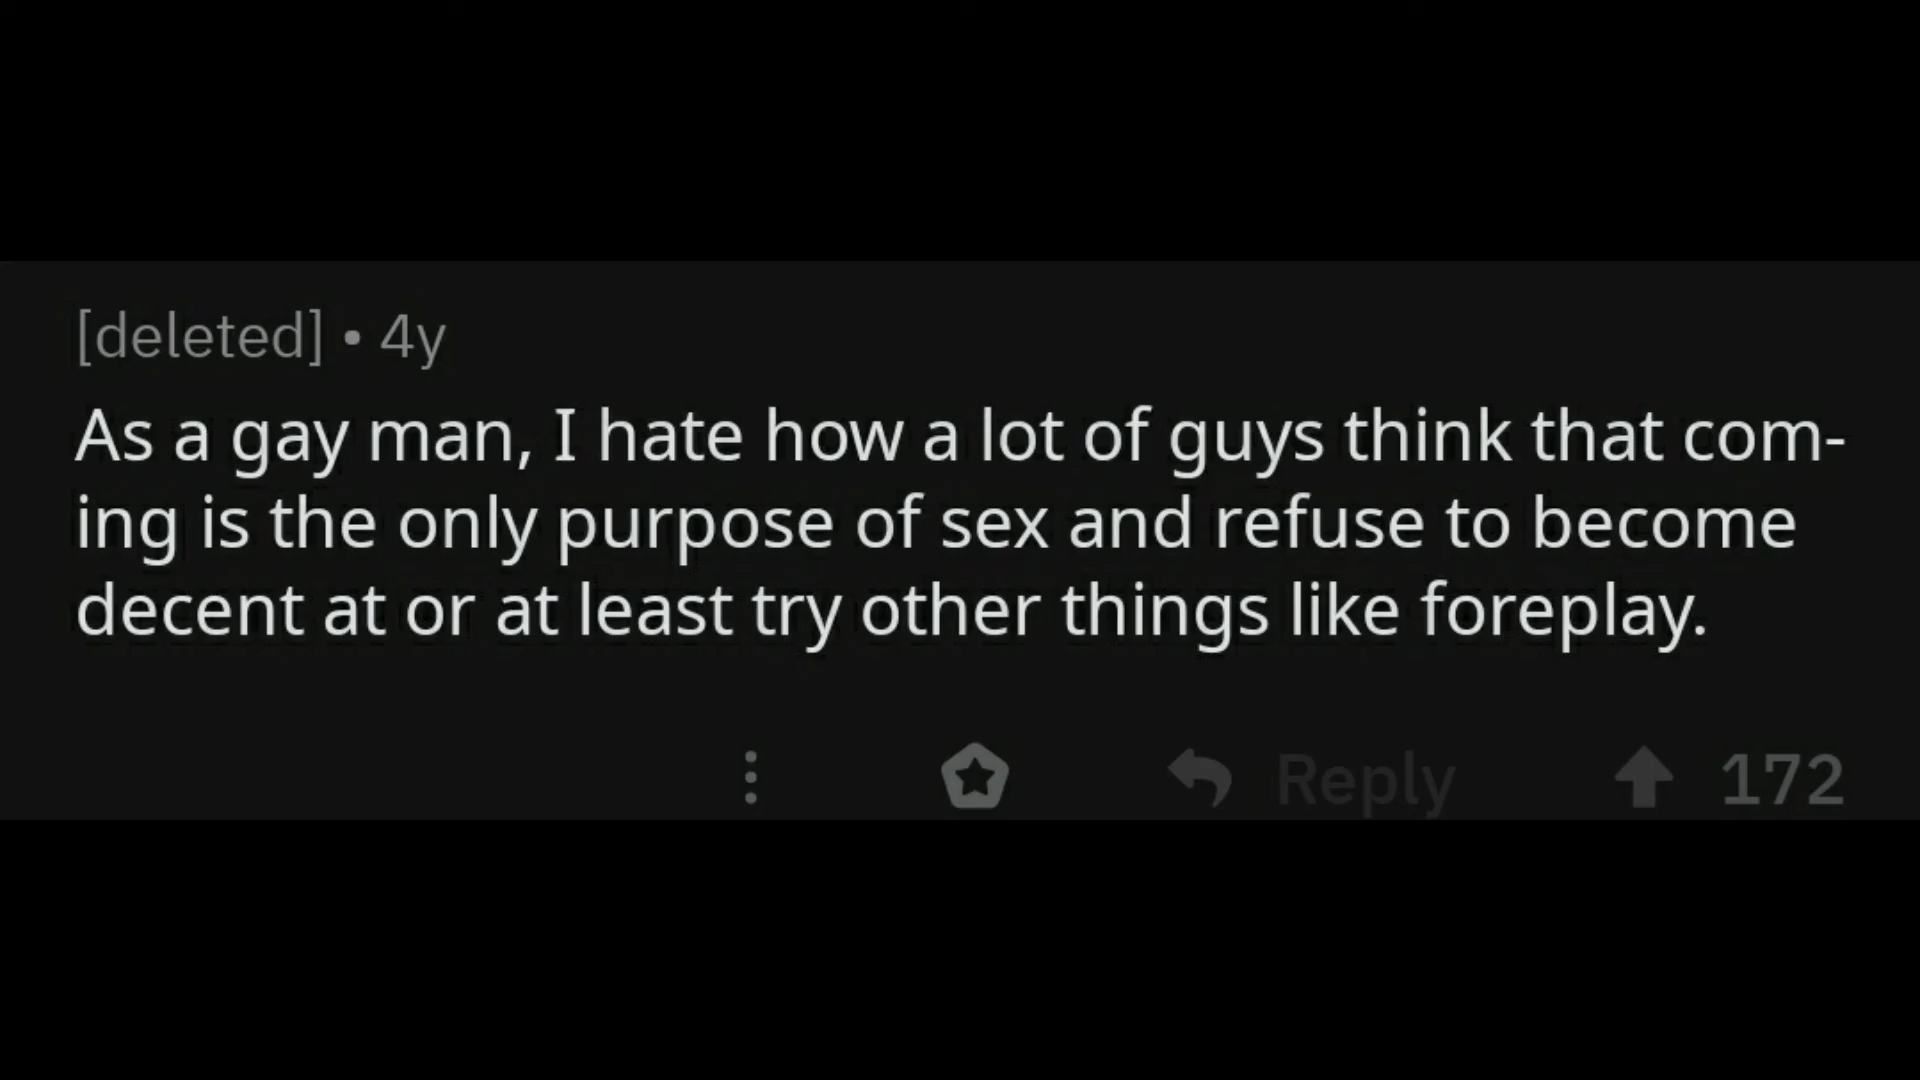 [deleted] • 4y
As a gay man, I hate how a lot of guys think that com-
ing is the only purpose of sex and refuse to become
decent at or at least try other things like foreplay.
Reply 172